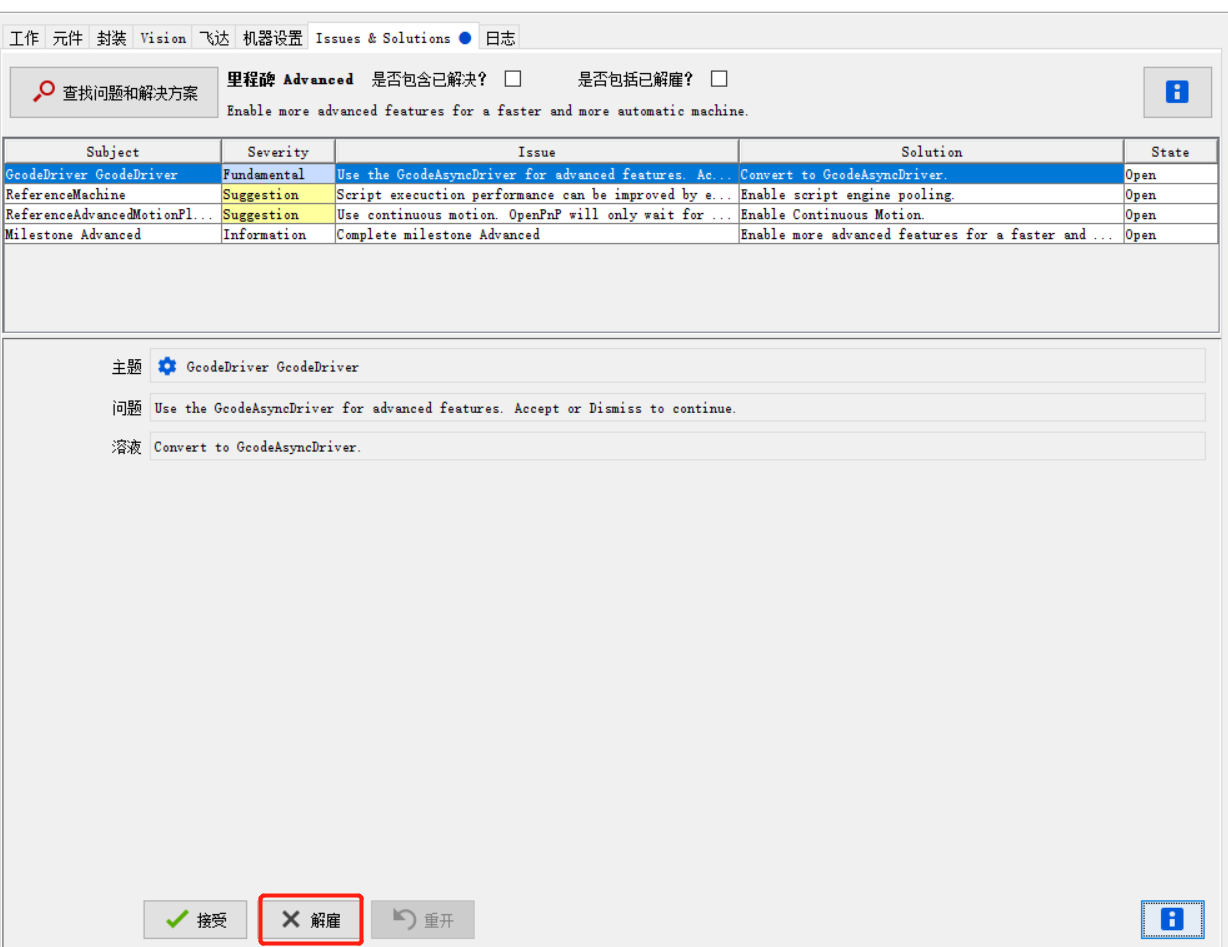 工作 元件 封装 Vision 飞达 机器设置 Issues & Solutions 日志
查找问题和解决方案 里程碑 Advanced 是否包含已解决? 是否包括已解雇?
Enable more advanced features for a faster and more automatic machine.
Subject Severity Issue Solution State
GcodeDriver GcodeDriver Fundamental Use the GcodeAsyncDriver for advanced features. Ac... Convert to GcodeAsyncDriver. Open
ReferenceMachine Suggestion Script execuction performance can be improved by e... Enable script engine pooling. Open
ReferenceAdvancedMotionPl... Suggestion Use continuous motion. OpenPnP will only wait for ... Enable Continuous Motion. Open
Milestone Advanced Information Complete milestone Advanced Enable more advanced features for a faster and ... Open
主题 GcodeDriver GcodeDriver
问题 Use the GcodeAsyncDriver for advanced features. Accept or Dismiss to continue.
溶液 Convert to GcodeAsyncDriver.
接受 解雇 重开